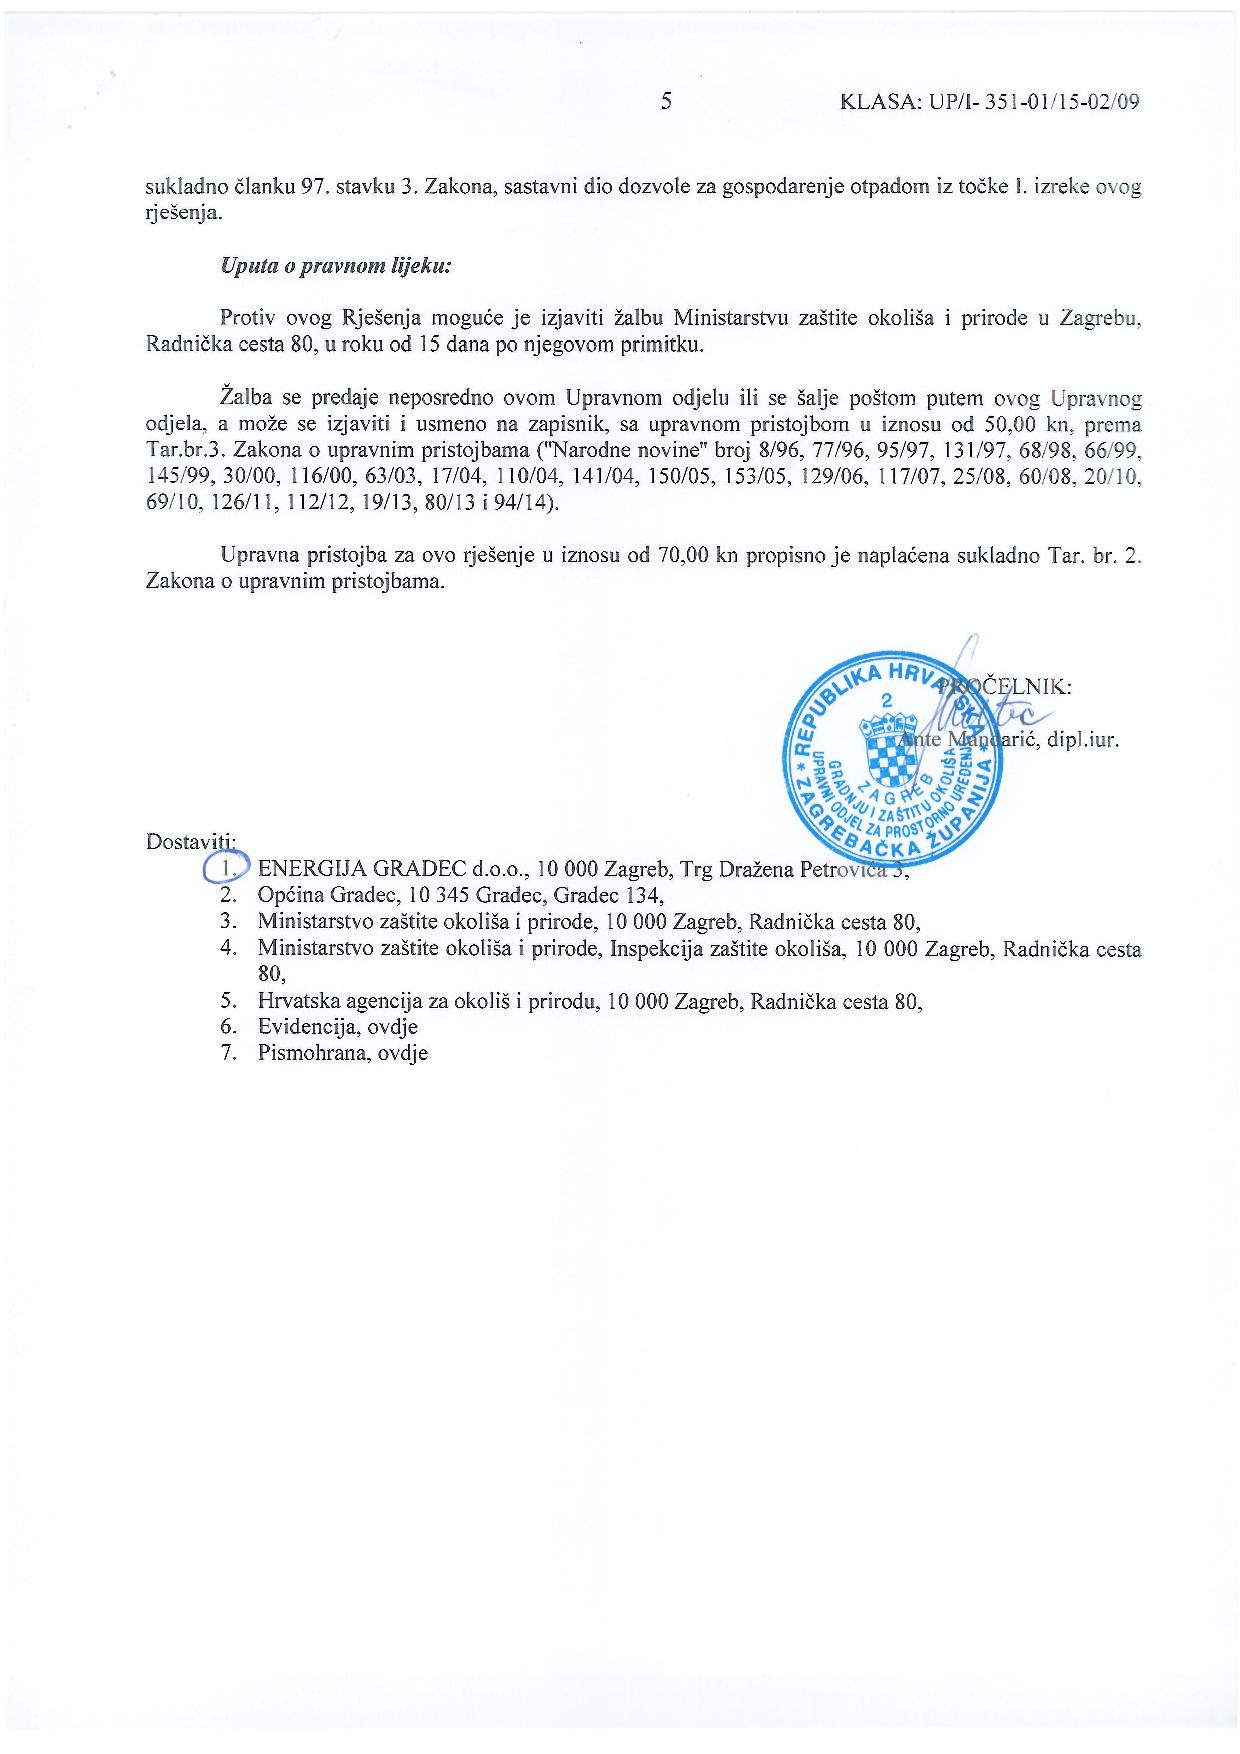 5 KLASA: UP/I- 351-01/15-02/09
sukladno članku 97. stavku 3. Zakona, sastavni dio dozvole za gospodarenje otpadom iz točke I. izreke ovog
rješenja.
Uputa o pravnom lijeku:
Protiv ovog Rješenja moguće je izjaviti žalbu Ministarstvu zaštite okoliša i prirode u Zagrebu,
Radnička cesta 80, u roku od 15 dana po njegovom primitku.
Žalba se predaje neposredno ovom Upravnom odjelu ili se šalje poštom putem ovog Upravnog
odjela, a može se izjaviti i usmeno na zapisnik, sa upravnom pristojbom u iznosu od 50,00 kn, prema
Tar.br.3. Zakona o upravnim pristojbama ("Narodne novine" broj 8/96, 77/96, 95/97, 131/97, 68/98, 66/99,
145/99, 30/00, 116/00, 63/03, 17/04, 110/04, 141/04, 150/05, 153/05, 129/06, 117/07, 25/08, 60/08, 20/10,
69/10, 126/11, 112/12, 19/13, 80/13 i 94/14).
Upravna pristojba za ovo rješenje u iznosu od 70,00 kn propisno je naplaćena sukladno Tar. br. 2.
Zakona o upravnim pristojbama.
PROČELNIK:
Ante Mandarić, dipl.iur.
REPUBLIKA HRVATSKA
* ZAGREBAČKA ŽUPANIJA *
UPRAVNI ODJEL ZA PROSTORNO UREĐENJE
GRADNJU I ZAŠTITU OKOLIŠA
ZAGREB
2
Dostaviti:
1. ENERGIJA GRADEC d.o.o., 10 000 Zagreb, Trg Dražena Petrovića 3,
2. Općina Gradec, 10 345 Gradec, Gradec 134,
3. Ministarstvo zaštite okoliša i prirode, 10 000 Zagreb, Radnička cesta 80,
4. Ministarstvo zaštite okoliša i prirode, Inspekcija zaštite okoliša, 10 000 Zagreb, Radnička cesta
80,
5. Hrvatska agencija za okoliš i prirodu, 10 000 Zagreb, Radnička cesta 80,
6. Evidencija, ovdje
7. Pismohrana, ovdje